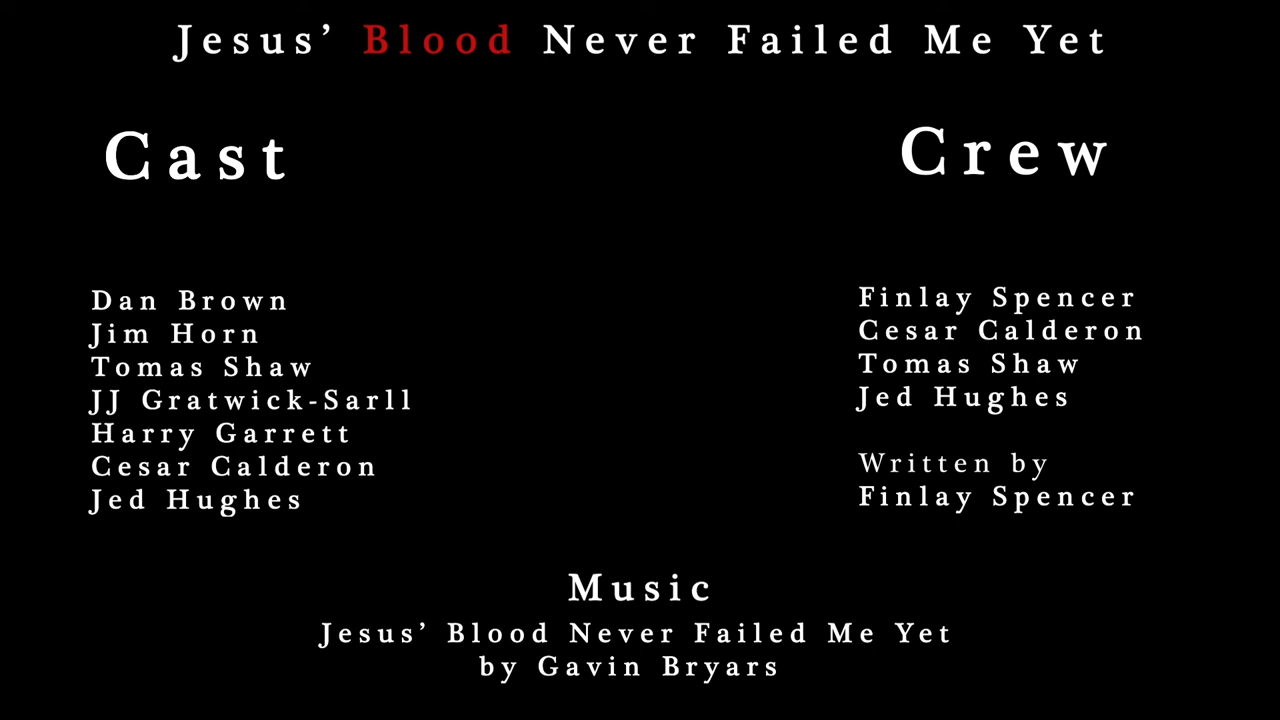 Jesus’ Blood Never Failed Me Yet
Cast
Dan Brown
Jim Horn
Tomas Shaw
JJ Gratwick-Sarll
Harry Garrett
Cesar Calderon
Jed Hughes
Crew
Finlay Spencer
Cesar Calderon
Tomas Shaw
Jed Hughes
Written by
Finlay Spencer
Music
Jesus’ Blood Never Failed Me Yet
by Gavin Bryars